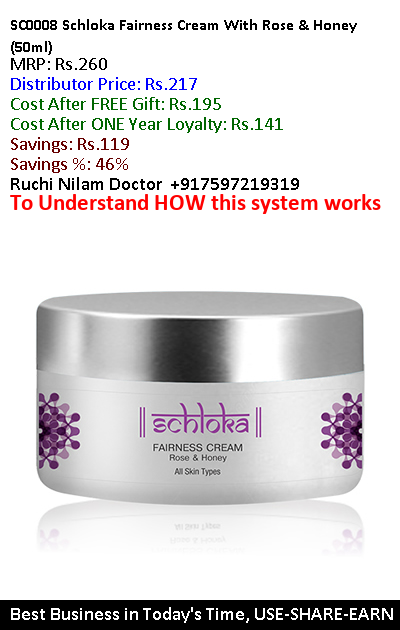 SC0008 Schloka Fairness Cream With Rose & Honey
(50ml)
MRP: Rs.260
Distributor Price: Rs.217
Cost After FREE Gift: Rs.195
Cost After ONE Year Loyalty: Rs.141
Savings: Rs.119
Savings %: 46%
Ruchi Nilam Doctor +917597219319
To Understand HOW this system works
|| schloka ||
FAIRNESS CREAM
Rose & Honey
All Skin Types
Best Business in Today's Time, USE-SHARE-EARN